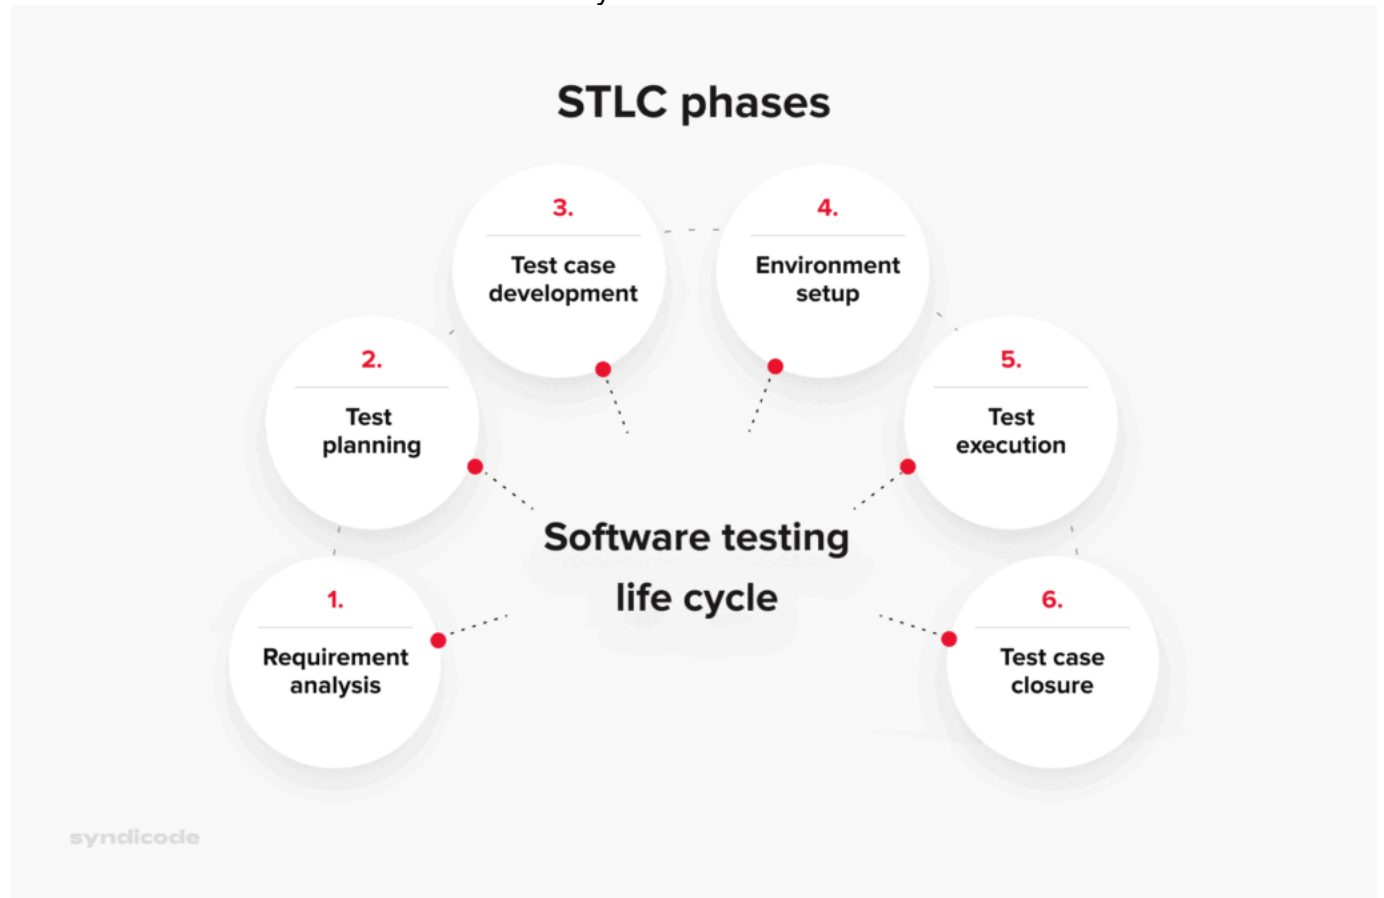 STLC phases
3.
Test case
development
4.
Environment
setup
2.
Test
planning
5.
Test
execution
Software testing
life cycle
1.
Requirement
analysis
6.
Test case
closure
syndicode